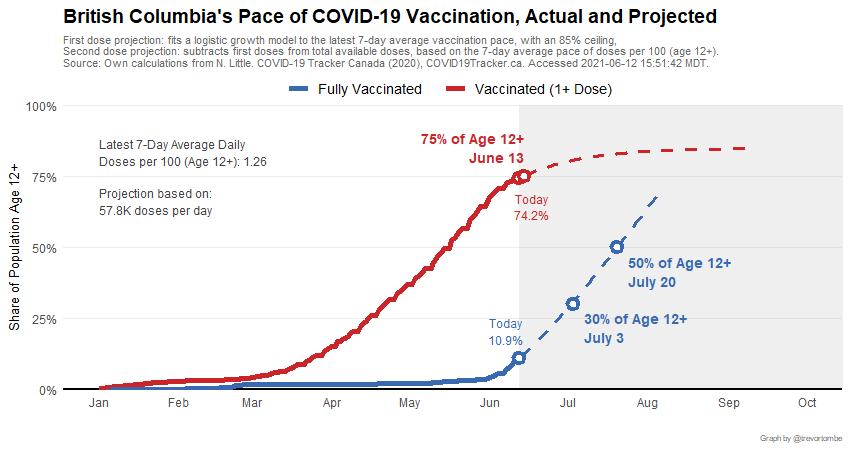 British Columbia's Pace of COVID-19 Vaccination, Actual and Projected
First dose projection: fits a logistic growth model to the latest 7-day average vaccination pace, with an 85% ceiling,
Second dose projection: subtracts first doses from total available doses, based on the 7-day average pace of doses per 100 (age 12+).
Source: Own calculations from N. Little. COVID-19 Tracker Canada (2020), COVID19Tracker.ca. Accessed 2021-06-12 15:51:42 MDT.
Fully Vaccinated
Vaccinated (1+ Dose)
Share of Population Age 12+
100%
75%
50%
25%
0%
Latest 7-Day Average Daily
Doses per 100 (Age 12+): 1.26
Projection based on:
57.8K doses per day
75% of Age 12+
June 13
Today
74.2%
50% of Age 12+
July 20
30% of Age 12+
July 3
Today
10.9%
Jan
Feb
Mar
Apr
May
Jun
Jul
Aug
Sep
Oct
Graph by @trevortombe